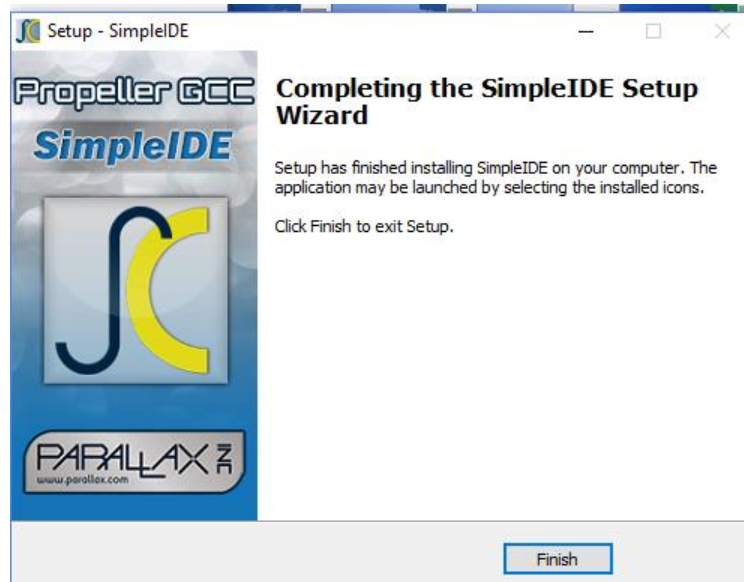 Setup - SimpleIDE
Propeller GCC
SimpleIDE
Completing the SimpleIDE Setup
Wizard
Setup has finished installing SimpleIDE on your computer. The
application may be launched by selecting the installed icons.
Click Finish to exit Setup.
PARALLAX INC
www.parallax.com
Finish